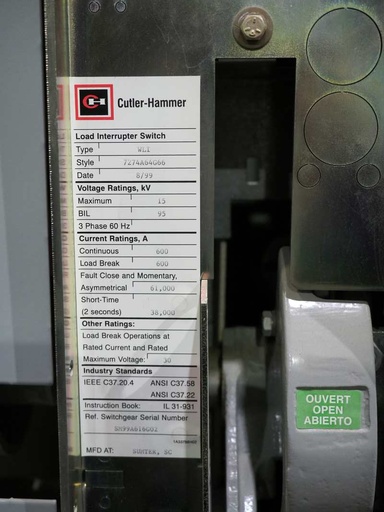 Cutler-Hammer
Load Interrupter Switch
Type WLI
Style 7274A64G66
Date 8/99
Voltage Ratings, kV
Maximum 15
BIL 95
3 Phase 60 Hz
Current Ratings, A
Continuous 600
Load Break 600
Fault Close and Momentary,
Asymmetrical 61,000
Short-Time
(2 seconds) 38,000
Other Ratings:
Load Break Operations at
Rated Current and Rated
Maximum Voltage: 30
Industry Standards
IEEE C37.20.4 ANSI C37.58
ANSI C37.22
Instruction Book: IL 31-931
Ref. Switchgear Serial Number
MFD AT: SUMTER, SC
OUVERT
OPEN
ABIERTO